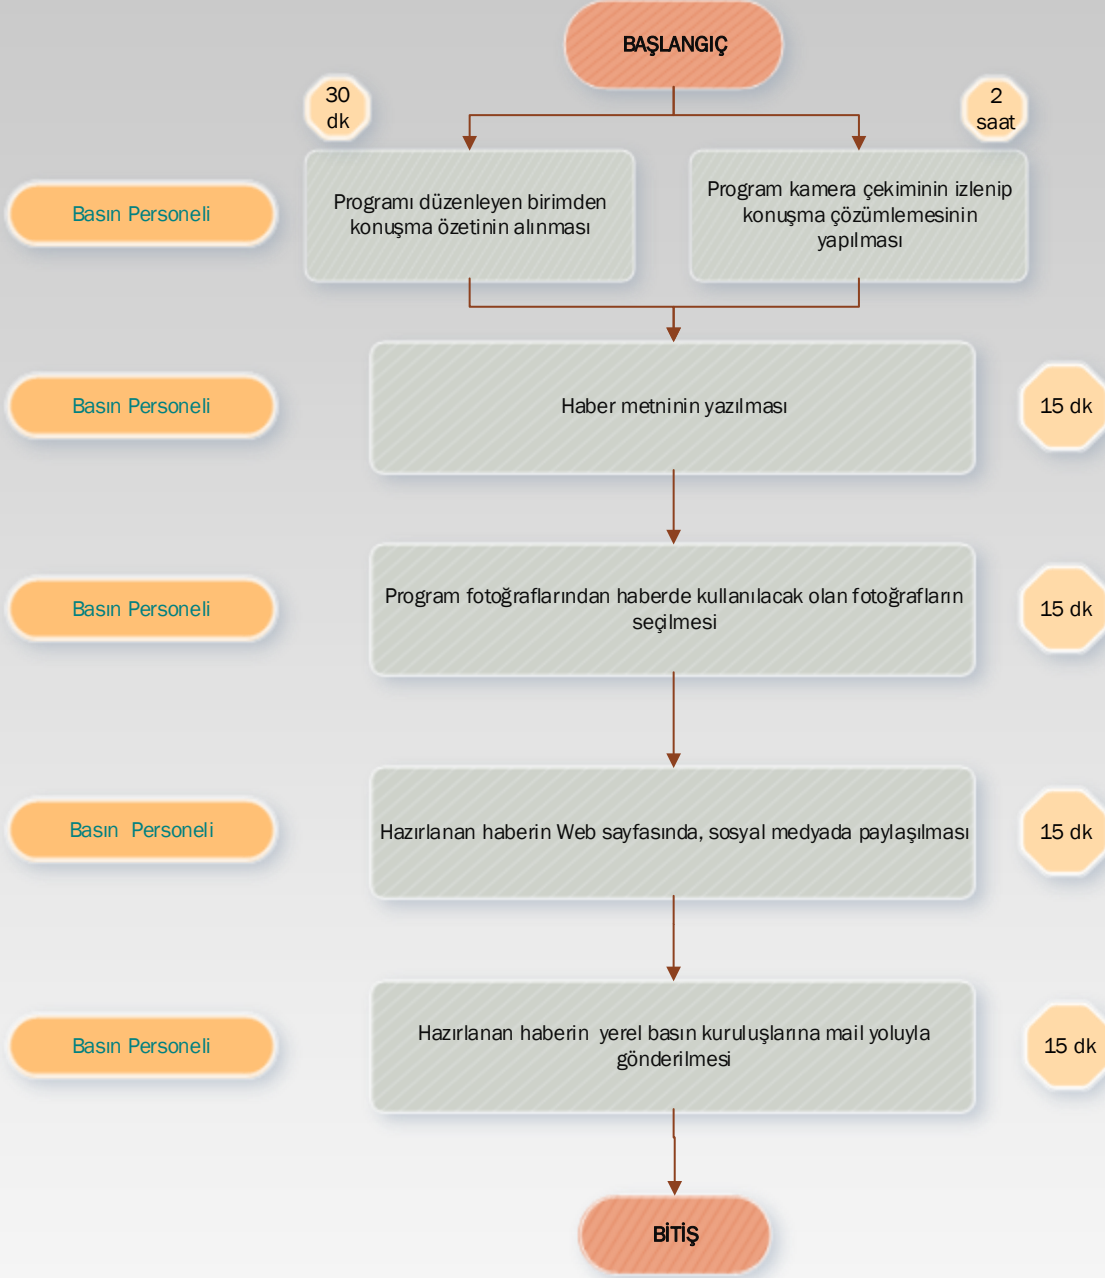 BAŞLANGIÇ
30
dk
2
saat
Basın Personeli
Programı düzenleyen birimden
konuşma özetinin alınması
Program kamera çekiminin izlenip
konuşma çözümlemesinin
yapılması
Basın Personeli
Haber metninin yazılması
15 dk
Basın Personeli
Program fotoğraflarından haberde kullanılacak olan fotoğrafların
seçilmesi
15 dk
Basın Personeli
Hazırlanan haberin Web sayfasında, sosyal medyada paylaşılması
15 dk
Basın Personeli
Hazırlanan haberin yerel basın kuruluşlarına mail yoluyla
gönderilmesi
15 dk
BİTİŞ